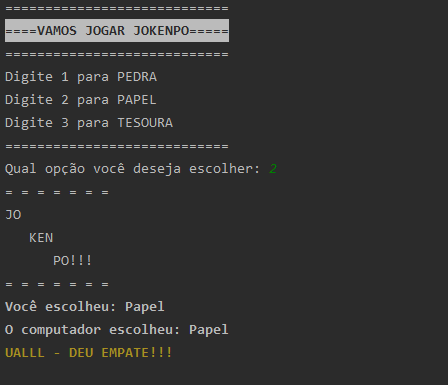 ============================
====VAMOS JOGAR JOKENPO=====
============================
Digite 1 para PEDRA
Digite 2 para PAPEL
Digite 3 para TESOURA
============================
Qual opção você deseja escolher: 2
= = = = = = =
JO
   KEN
      PO!!!
= = = = = = =
Você escolheu: Papel
O computador escolheu: Papel
UALLL - DEU EMPATE!!!